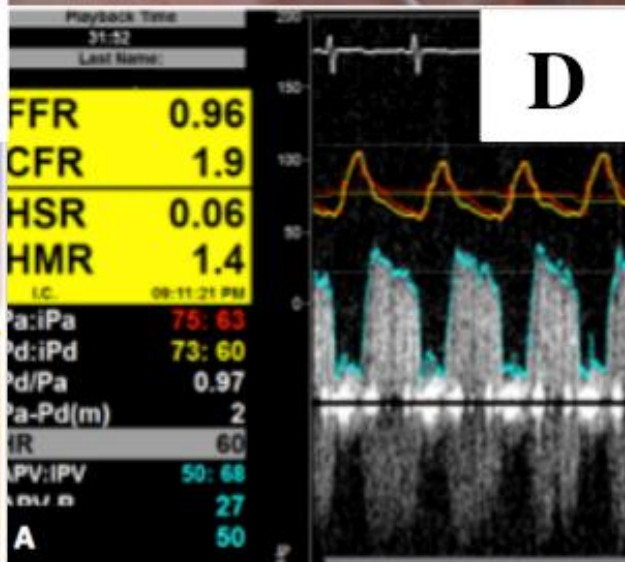 Playback Time
31:52
Last Name:
FFR 0.96
CFR 1.9
HSR 0.06
HMR 1.4
I.C. 09:11:21 PM
Pa:iPa 75: 63
Pd:iPd 73: 60
Pd/Pa 0.97
Pa-Pd(m) 2
HR 60
APV:IPV 50: 68
APV-B 27
A 50
200
150
100
50
0
D